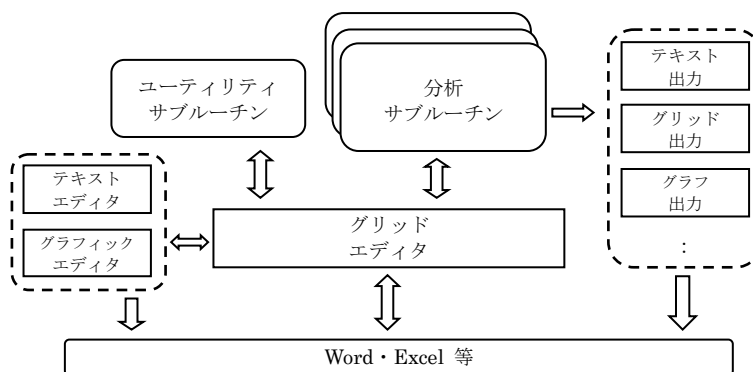 ユーティリティ
サブルーチン
分析
サブルーチン
テキスト
出力
グリッド
出力
グラフ
出力
:
テキスト
エディタ
グラフィック
エディタ
グリッド
エディタ
Word・Excel 等